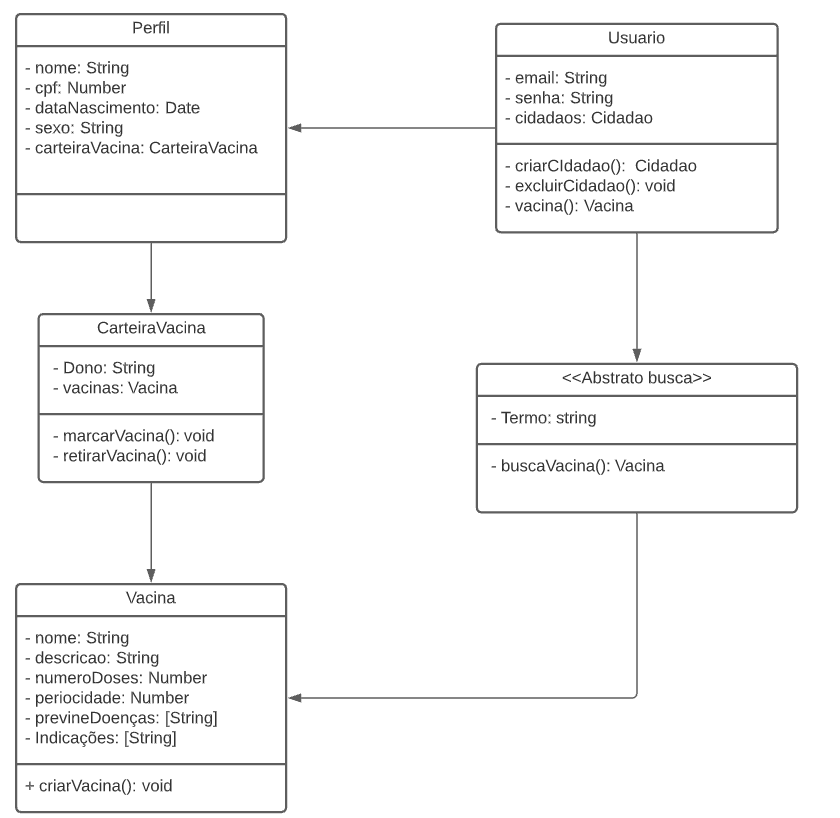 Perfil
- nome: String
- cpf: Number
- dataNascimento: Date
- sexo: String
- carteiraVacina: CarteiraVacina
Usuario
- email: String
- senha: String
- cidadaos: Cidadao
- criarCIdadao():  Cidadao
- excluirCidadao(): void
- vacina(): Vacina
CarteiraVacina
- Dono: String
- vacinas: Vacina
- marcarVacina(): void
- retirarVacina(): void
<<Abstrato busca>>
- Termo: string
- buscaVacina(): Vacina
Vacina
- nome: String
- descricao: String
- numeroDoses: Number
- periocidade: Number
- previneDoenças: [String]
- Indicações: [String]
+ criarVacina(): void